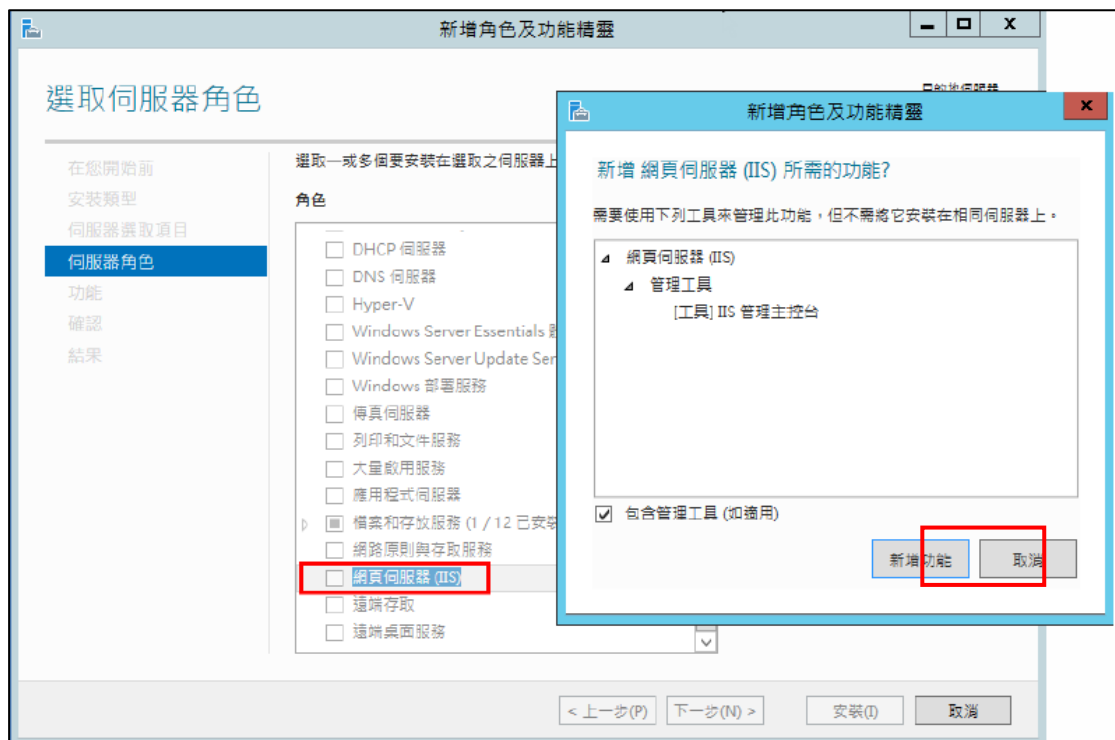 新增角色及功能精靈
選取伺服器角色
在您開始前
安裝類型
伺服器選取項目
伺服器角色
功能
確認
結果
選取一或多個要安裝在選取之伺服器上
角色
DHCP 伺服器
DNS 伺服器
Hyper-V
Windows Server Essentials
Windows Server Update
Windows 部署服務
傳真伺服器
列印和文件服務
大量啟用服務
應用程式伺服器
檔案和存放服務 (1 / 12 已安裝
網路原則與存取服務
網頁伺服器 (IIS)
遠端存取
遠端桌面服務
< 上一步(P)
下一步(N) >
安裝(I)
取消
新增角色及功能精靈
新增 網頁伺服器 (IIS) 所需的功能?
需要使用下列工具來管理此功能，但不需將它安裝在相同伺服器上。
網頁伺服器 (IIS)
管理工具
[工具] IIS 管理主控台
包含管理工具 (如適用)
新增功能
取消